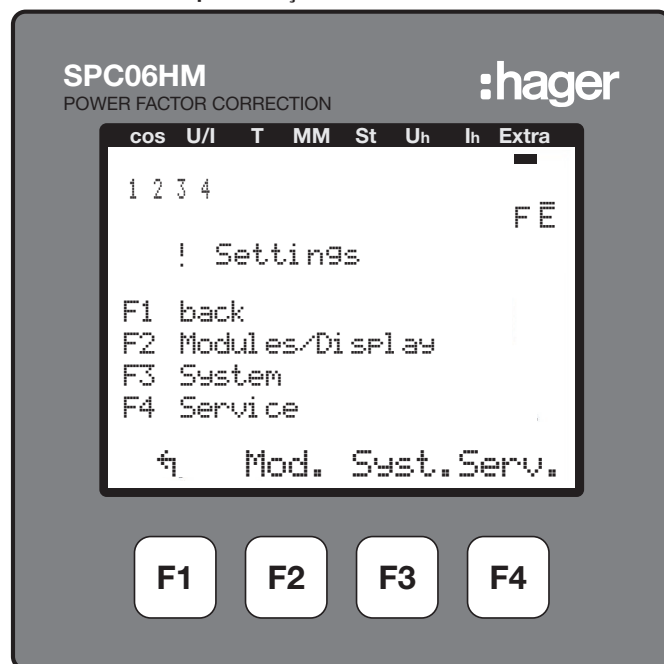 SPC06HM
:hager
POWER FACTOR CORRECTION
cos U/I T MM St Uh Ih Extra
1 2 3 4
FE
! Settings
F1 back
F2 Modules/Display
F3 System
F4 Service
Mod. Syst. Serv.
F1 F2 F3 F4